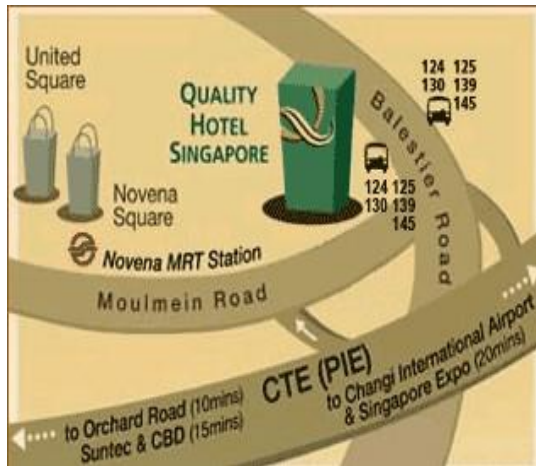 United
Square
QUALITY
HOTEL
SINGAPORE
124 125
130 139
145
Balestier Road
124 125
130 139
145
Novena
Square
Novena MRT Station
Moulmein Road
CTE (PIE)
to Changi International Airport
& Singapore Expo (20mins)
to Orchard Road (10mins)
Suntec & CBD (15mins)